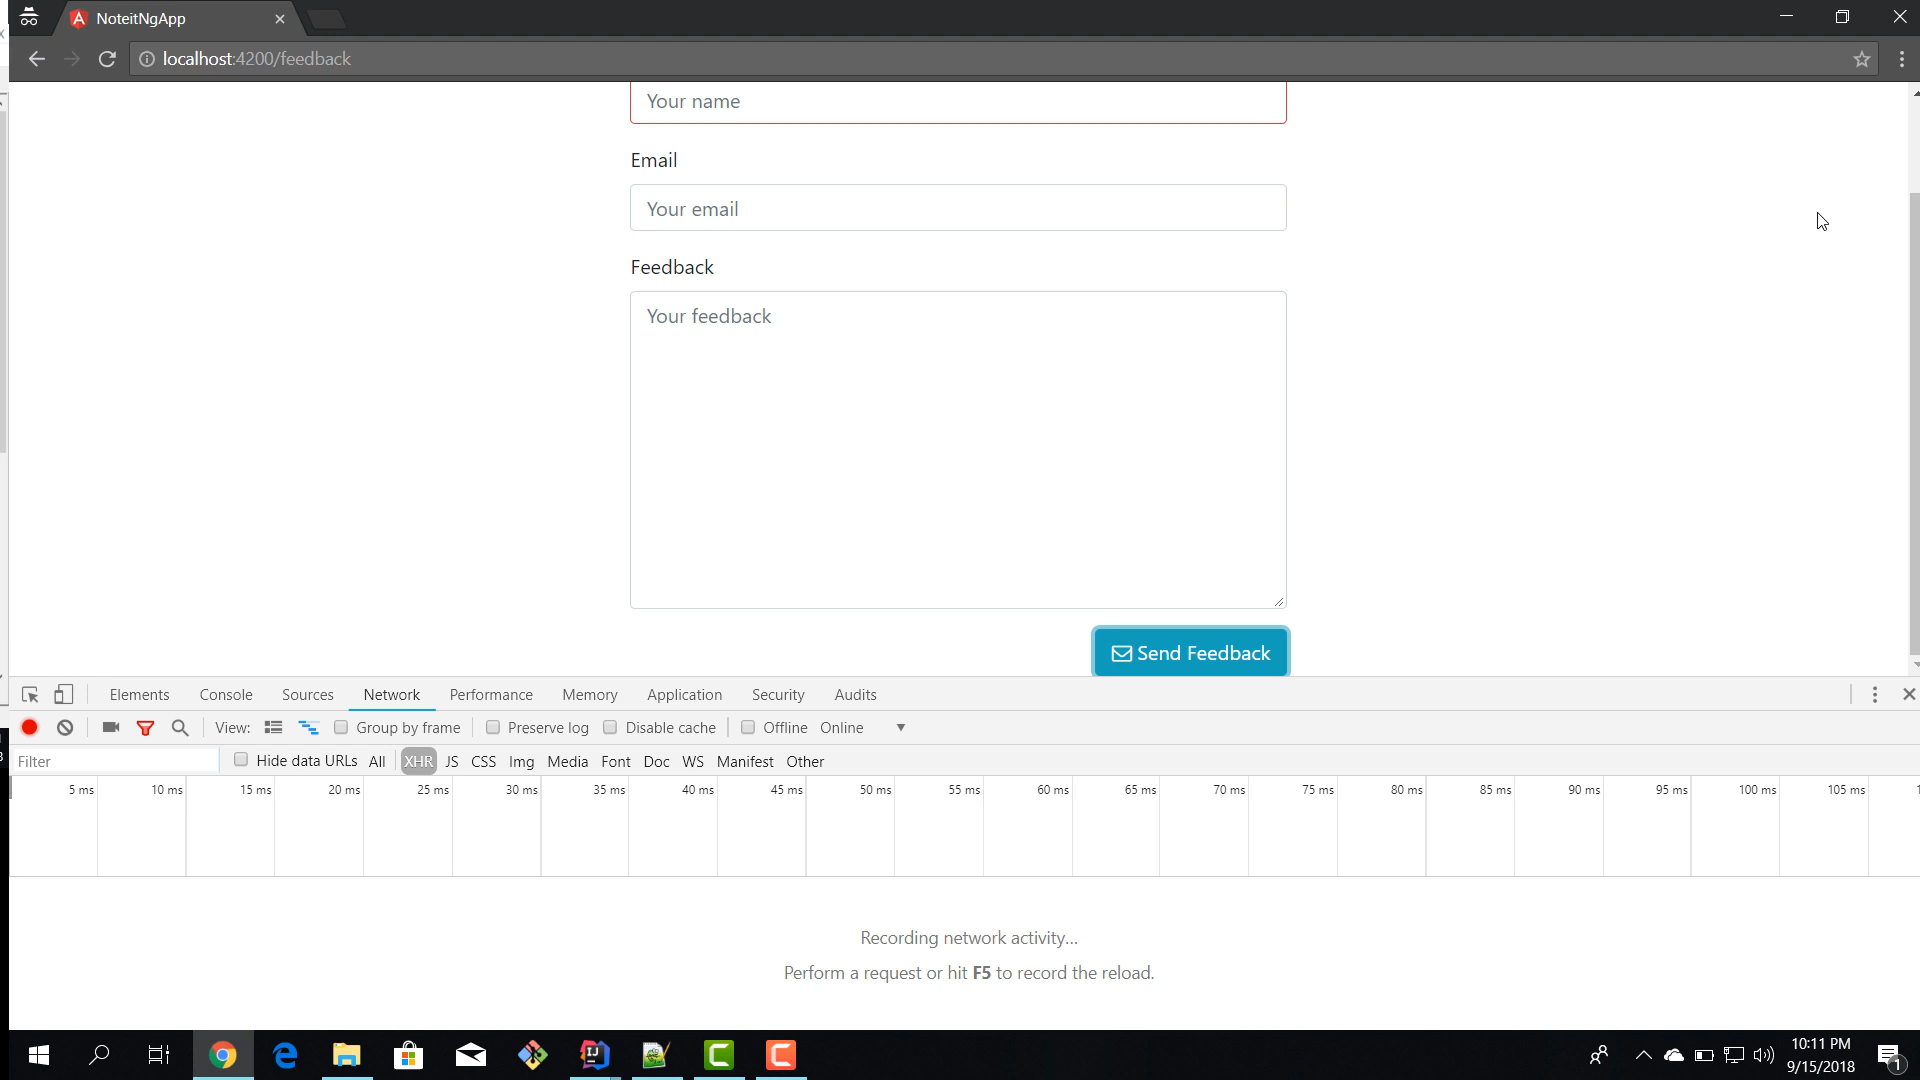 NoteitNgApp
localhost:4200/feedback
Your name
Email
Your email
Feedback
Your feedback
Send Feedback
Elements Console Sources Network Performance Memory Application Security Audits
View: Group by frame Preserve log Disable cache Offline Online
Filter Hide data URLs All XHR JS CSS Img Media Font Doc WS Manifest Other
5 ms 10 ms 15 ms 20 ms 25 ms 30 ms 35 ms 40 ms 45 ms 50 ms 55 ms 60 ms 65 ms 70 ms 75 ms 80 ms 85 ms 90 ms 95 ms 100 ms 105 ms
Recording network activity...
Perform a request or hit F5 to record the reload.
10:11 PM
9/15/2018
1